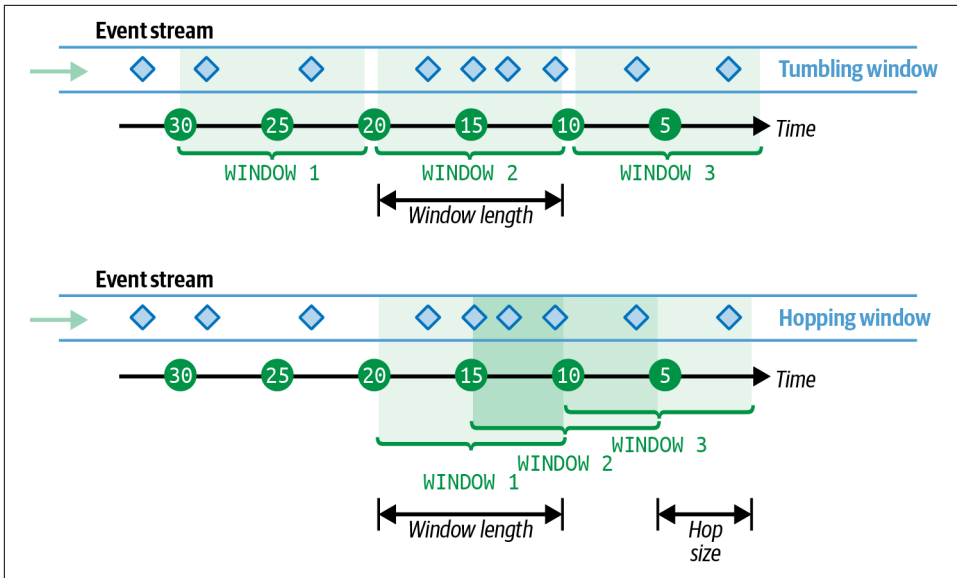 Event stream
Tumbling window
30 25 20 15 10 5 Time
WINDOW 1 WINDOW 2 WINDOW 3
Window length
Event stream
Hopping window
30 25 20 15 10 5 Time
WINDOW 3
WINDOW 2
WINDOW 1
Window length
Hop
size